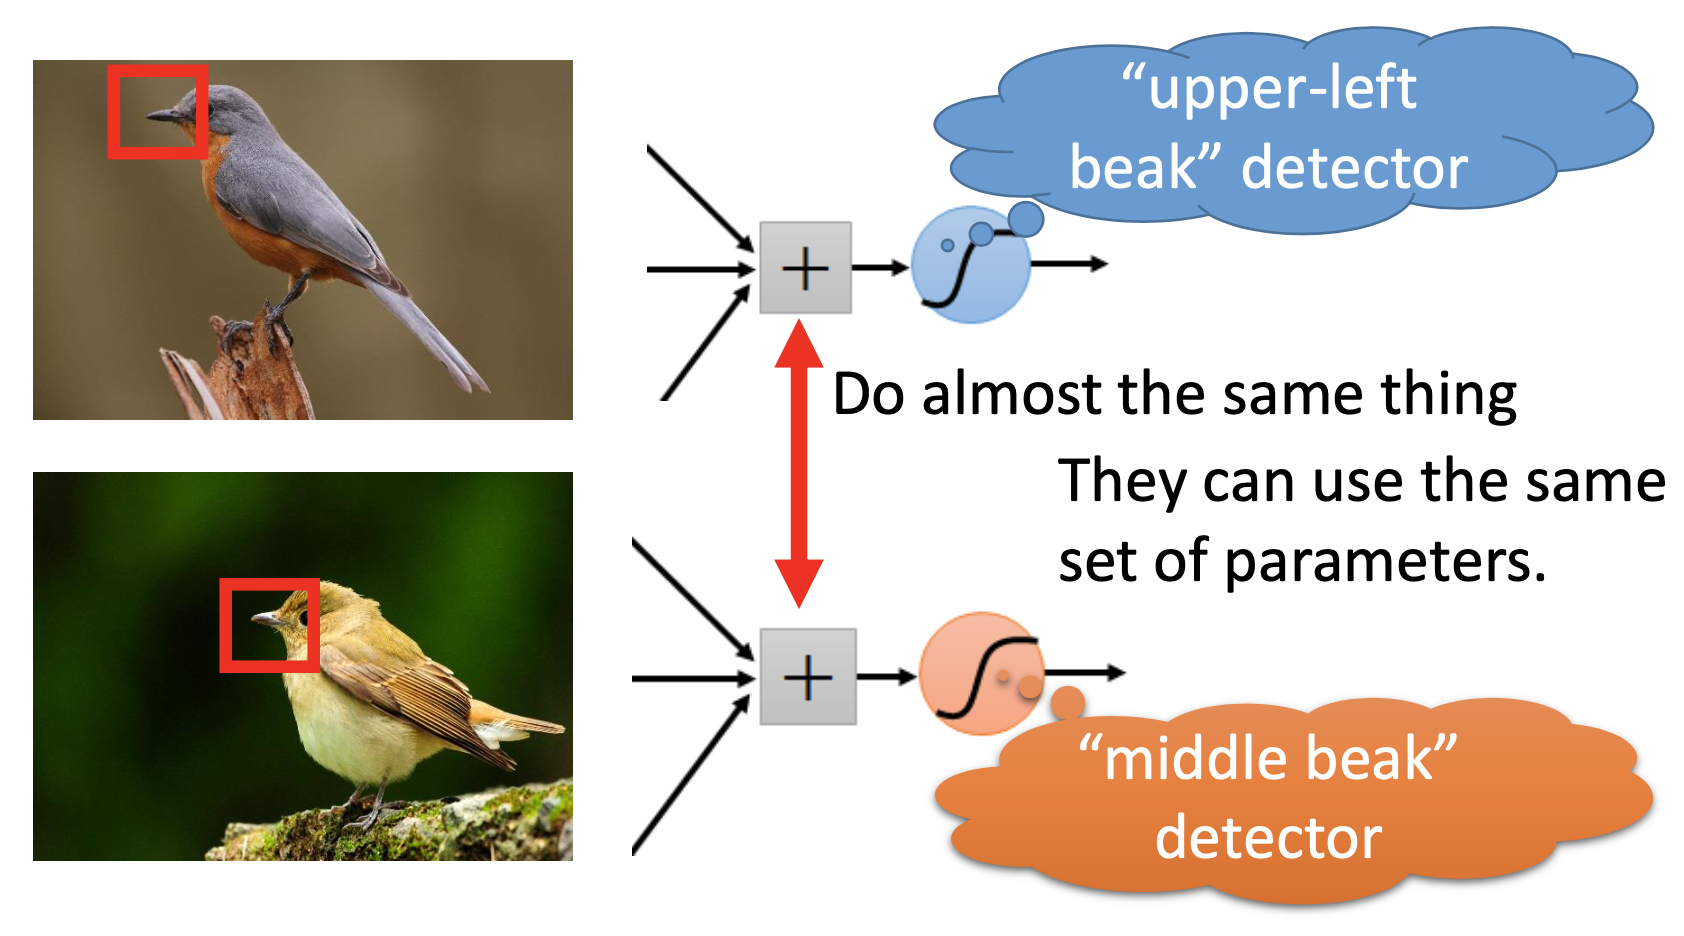 “upper-left
beak” detector
+
Do almost the same thing
They can use the same
set of parameters.
+
“middle beak”
detector